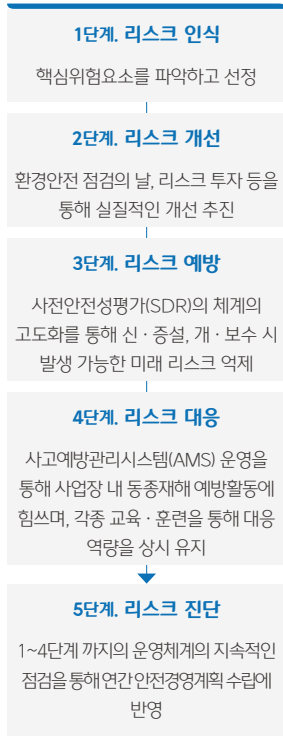 1단계. 리스크 인식
핵심위험요소를 파악하고 선정
2단계. 리스크 개선
환경안전 점검의 날, 리스크 투자 등을
통해 실질적인 개선 추진
3단계. 리스크 예방
사전안전성평가(SDR)의 체계의
고도화를 통해 신 · 증설, 개 · 보수 시
발생 가능한 미래 리스크 억제
4단계. 리스크 대응
사고예방관리시스템(AMS) 운영을
통해 사업장 내 동종재해 예방활동에
힘쓰며, 각종 교육 · 훈련을 통해 대응
역량을 상시 유지
5단계. 리스크 진단
1~4단계 까지의 운영체계의 지속적인
점검을 통해 연간 안전경영계획 수립에
반영